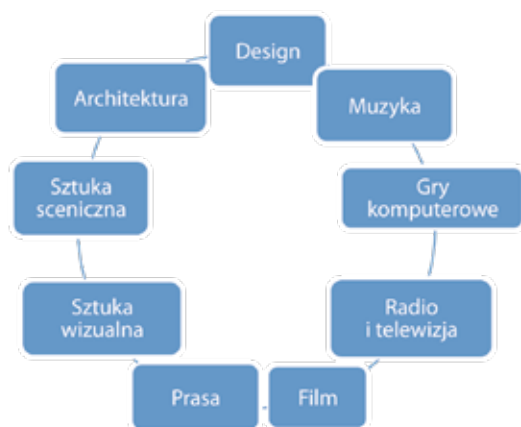 Design
Muzyka
Gry
komputerowe
Radio
i telewizja
Film
Prasa
Sztuka
wizualna
Sztuka
sceniczna
Architektura